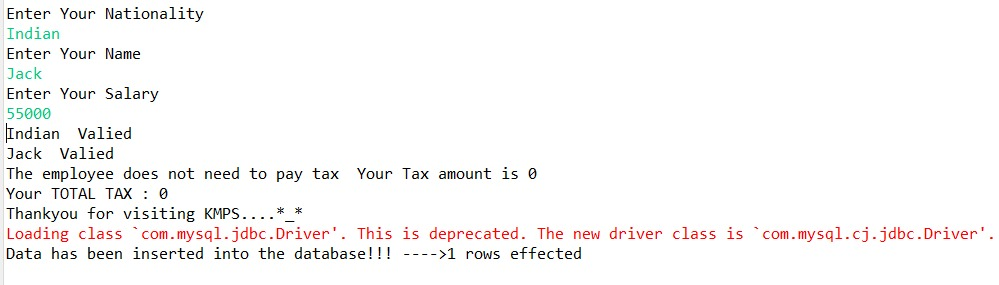 Enter Your Nationality
Indian
Enter Your Name
Jack
Enter Your Salary
55000
Indian  Valied
Jack  Valied
The employee does not need to pay tax  Your Tax amount is 0
Your TOTAL TAX : 0
Thankyou for visiting KMPS....*_*
Loading class `com.mysql.jdbc.Driver'. This is deprecated. The new driver class is `com.mysql.cj.jdbc.Driver'.
Data has been inserted into the database!!! ---->1 rows effected